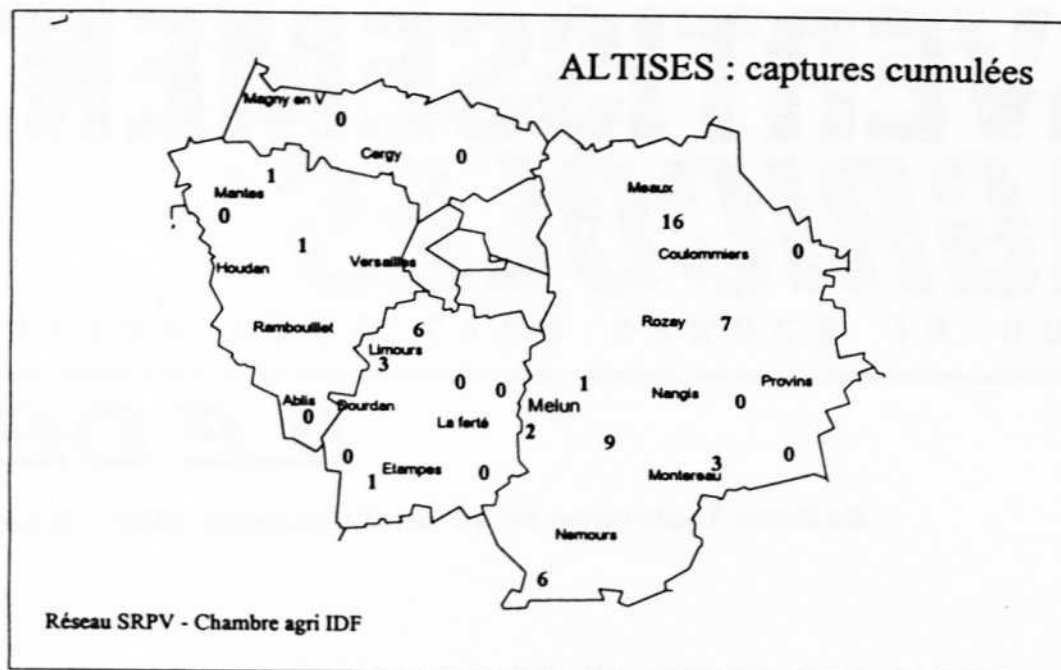 ALTISES : captures cumulées
Magny en V
0
Cergy
0
1
Mantes
0
1
Houdan
Versailles
Meaux
16
Coulommiers
0
Rambouillet
6
Limours
3
Rozay
7
Ablis
0
Dourdan
0
0
La ferté
Melun
2
1
Nangis
0
Provins
9
0
Etampes
1
0
3
Montereau
0
Nemours
6
Réseau SRPV - Chambre agri IDF